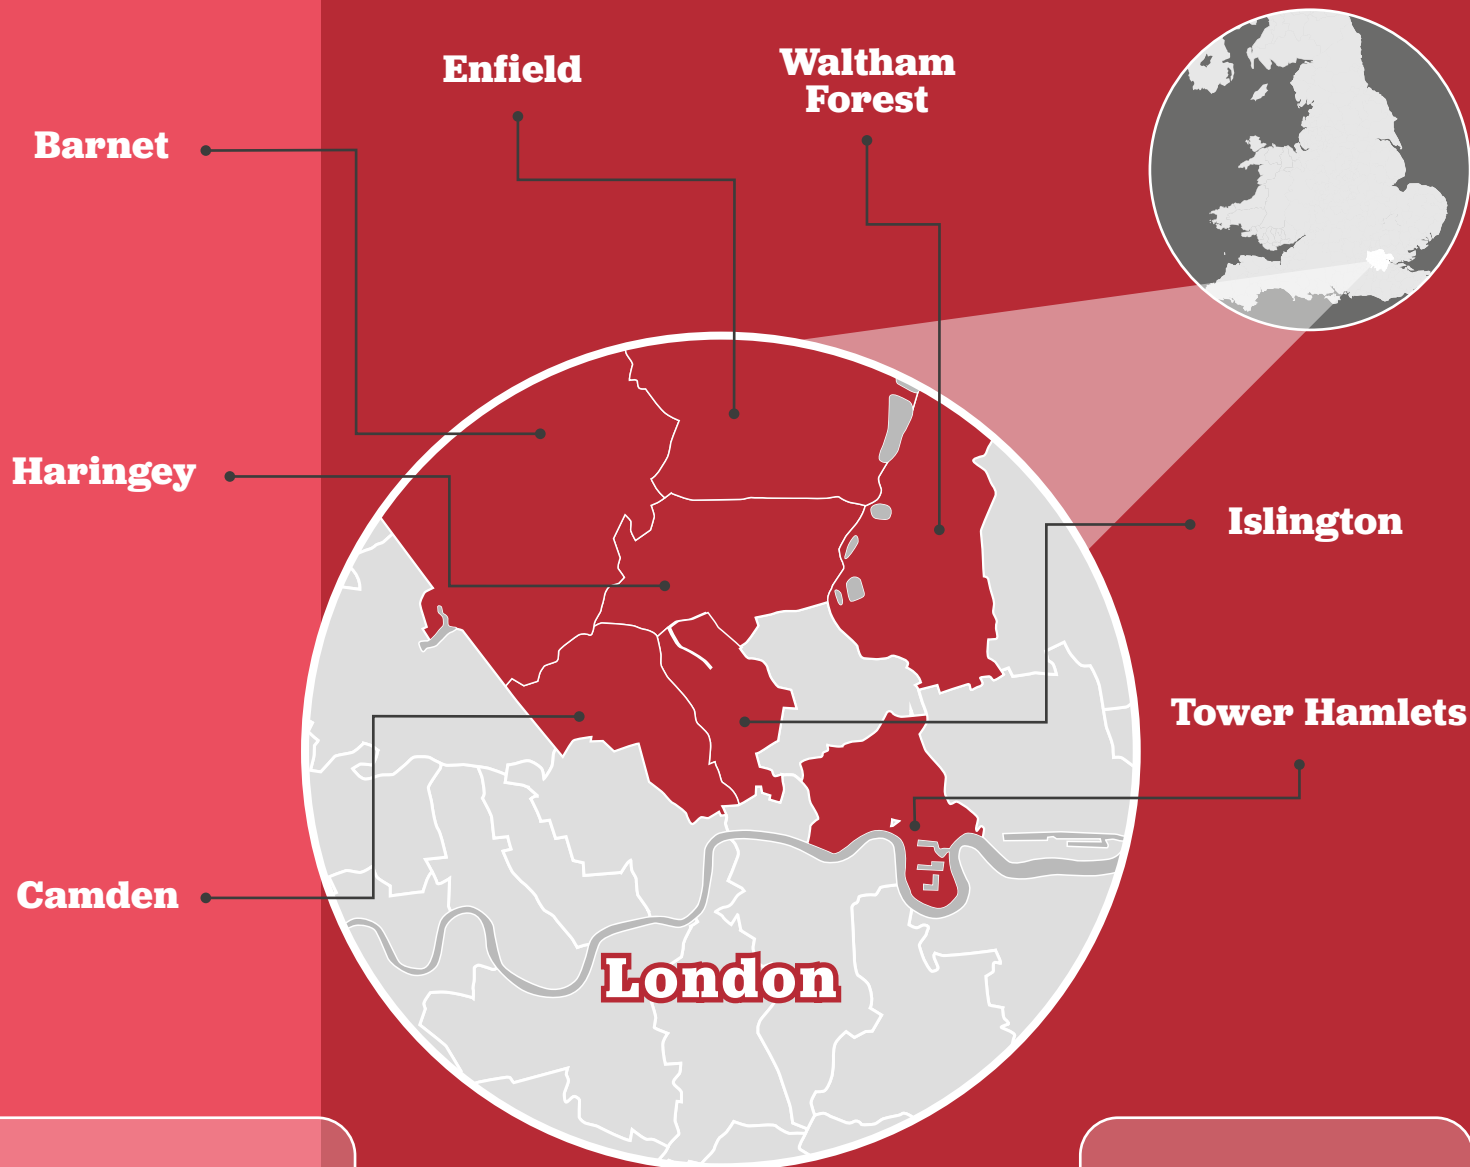 Enfield
Waltham
Forest
Barnet
Haringey
Islington
Tower Hamlets
Camden
London